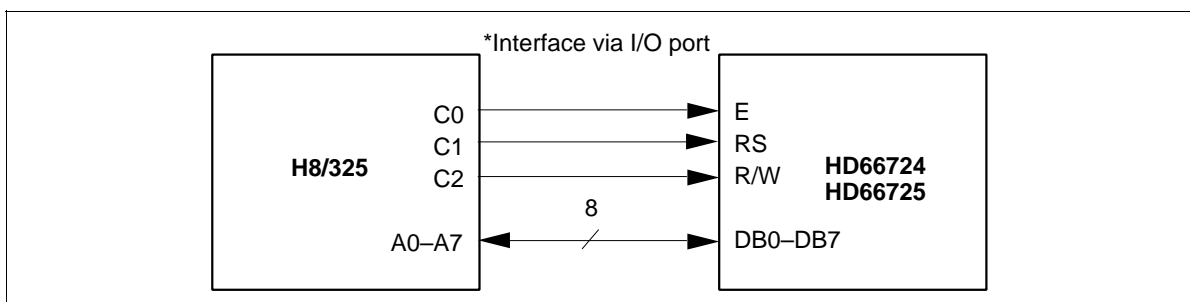 *Interface via I/O port
C0
E
C1
RS
H8/325
C2
R/W
HD66724
HD66725
8
A0–A7
DB0–DB7